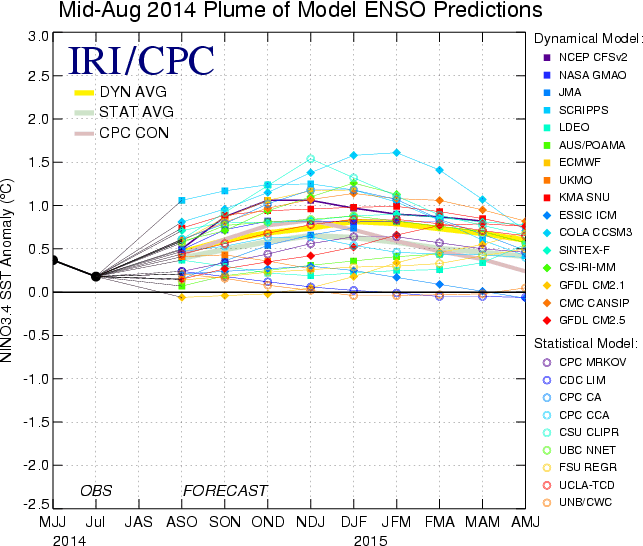 Mid-Aug 2014 Plume of Model ENSO Predictions
IRI/CPC
DYN AVG
STAT AVG
CPC CON
NINO3.4 SST Anomaly (ºC)
3.0
2.5
2.0
1.5
1.0
0.5
0.0
-0.5
-1.0
-1.5
-2.0
-2.5
OBS
FORECAST
MJJ Jul JAS ASO SON OND NDJ DJF JFM FMA MAM AMJ
2014 2015
Dynamical Model:
NCEP CFSv2
NASA GMAO
JMA
SCRIPPS
LDEO
AUS/POAMA
ECMWF
UKMO
KMA SNU
ESSIC ICM
COLA CCSM3
SINTEX-F
CS-IRI-MM
GFDL CM2.1
CMC CANSIP
GFDL CM2.5
Statistical Model:
CPC MRKOV
CDC LIM
CPC CA
CPC CCA
CSU CLIPR
UBC NNET
FSU REGR
UCLA-TCD
UNB/CWC